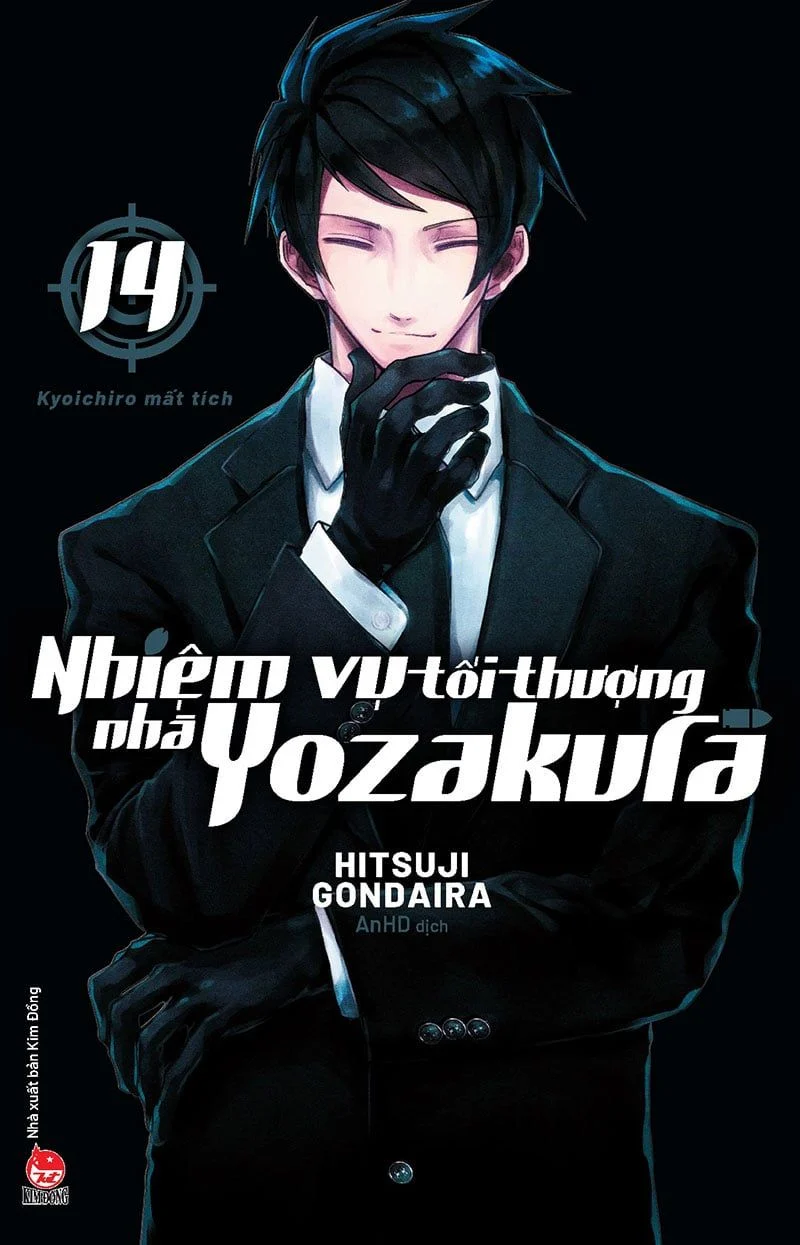 14
Kyoichiro mất tích
Nhiệm vụ tối thượng
nhà Yozakura
HITSUJI
GONDAIRA
AnHD dịch
Nhà xuất bản Kim Đồng
KIM ĐỒNG